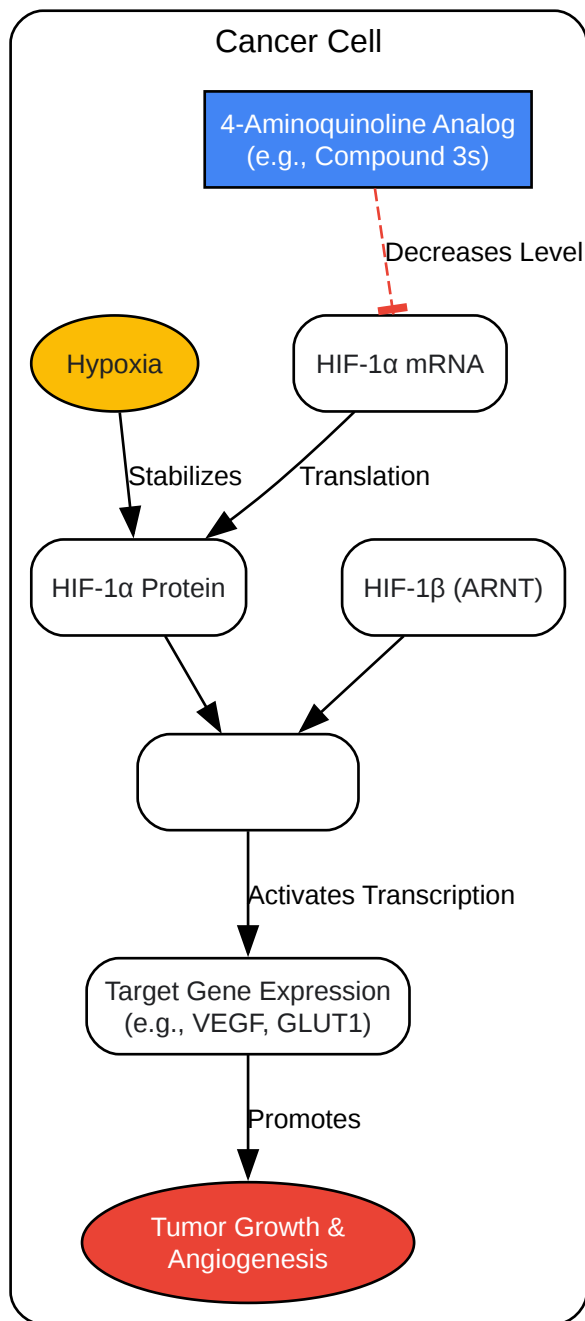 Cancer Cell
4-Aminoquinoline Analog
(e.g., Compound 3s)
Decreases Level
Hypoxia
HIF-1α mRNA
Stabilizes
Translation
HIF-1α Protein
HIF-1β (ARNT)
Activates Transcription
Target Gene Expression
(e.g., VEGF, GLUT1)
Promotes
Tumor Growth &
Angiogenesis